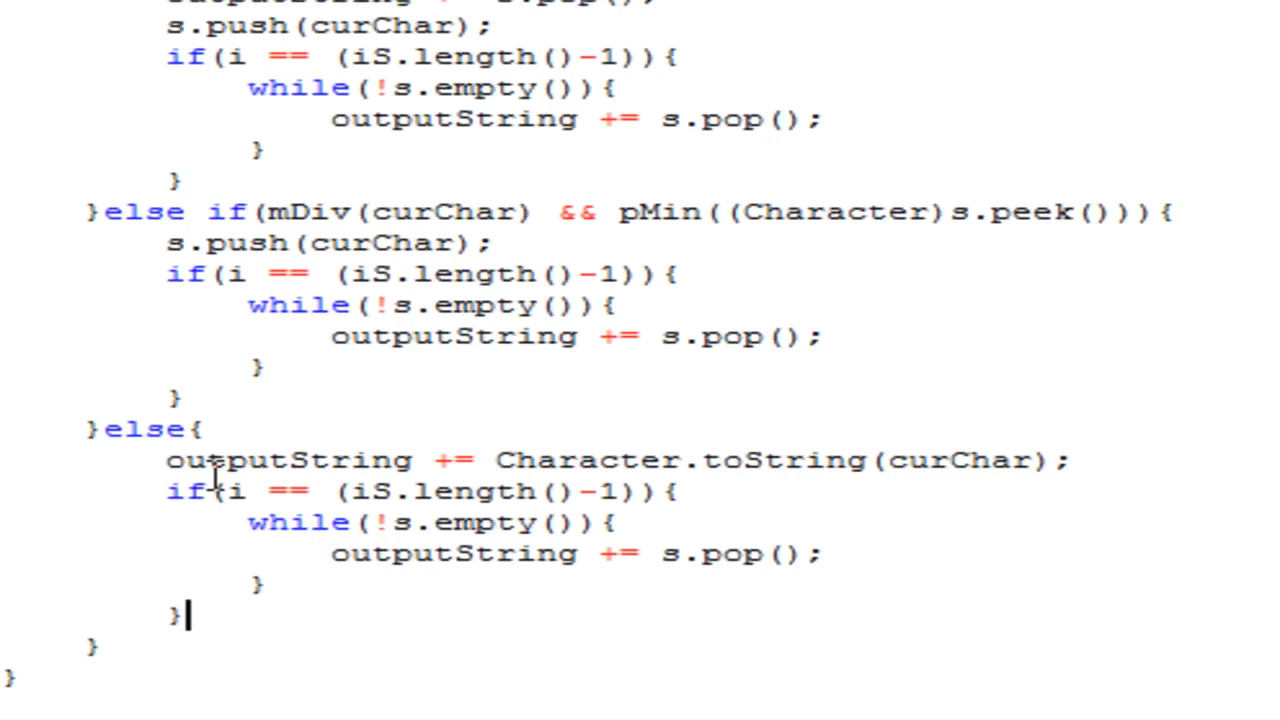 outputString += s.pop();
s.push(curChar);
if(i == (iS.length()-1)){
while(!s.empty()){
outputString += s.pop();
}
}
}else if(mDiv(curChar) && pMin((Character)s.peek())){
s.push(curChar);
if(i == (iS.length()-1)){
while(!s.empty()){
outputString += s.pop();
}
}
}else{
outputString += Character.toString(curChar);
if(i == (iS.length()-1)){
while(!s.empty()){
outputString += s.pop();
}
}
}
}